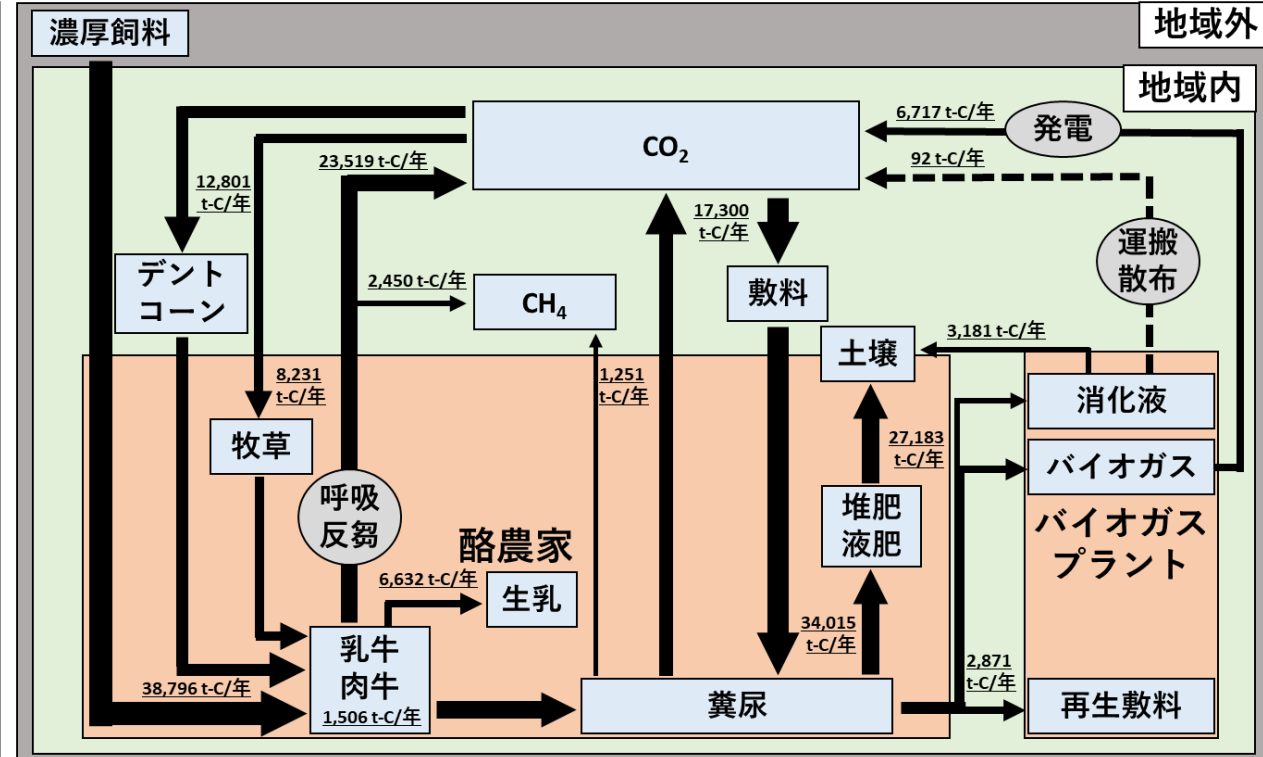 濃厚飼料
地域外
地域内
CO₂
6,717 t-C/年
発電
92 t-C/年
23,519 t-C/年
12,801
t-C/年
17,300
t-C/年
運搬
散布
デント
コーン
2,450 t-C/年
CH₄
敷料
土壌
3,181 t-C/年
8,231
t-C/年
1,251
t-C/年
消化液
牧草
27,183
t-C/年
バイオガス
呼吸
反芻
堆肥
液肥
バイオガス
プラント
酪農家
6,632 t-C/年
生乳
34,015
t-C/年
乳牛
肉牛
1,506 t-C/年
38,796 t-C/年
糞尿
2,871
t-C/年
再生敷料